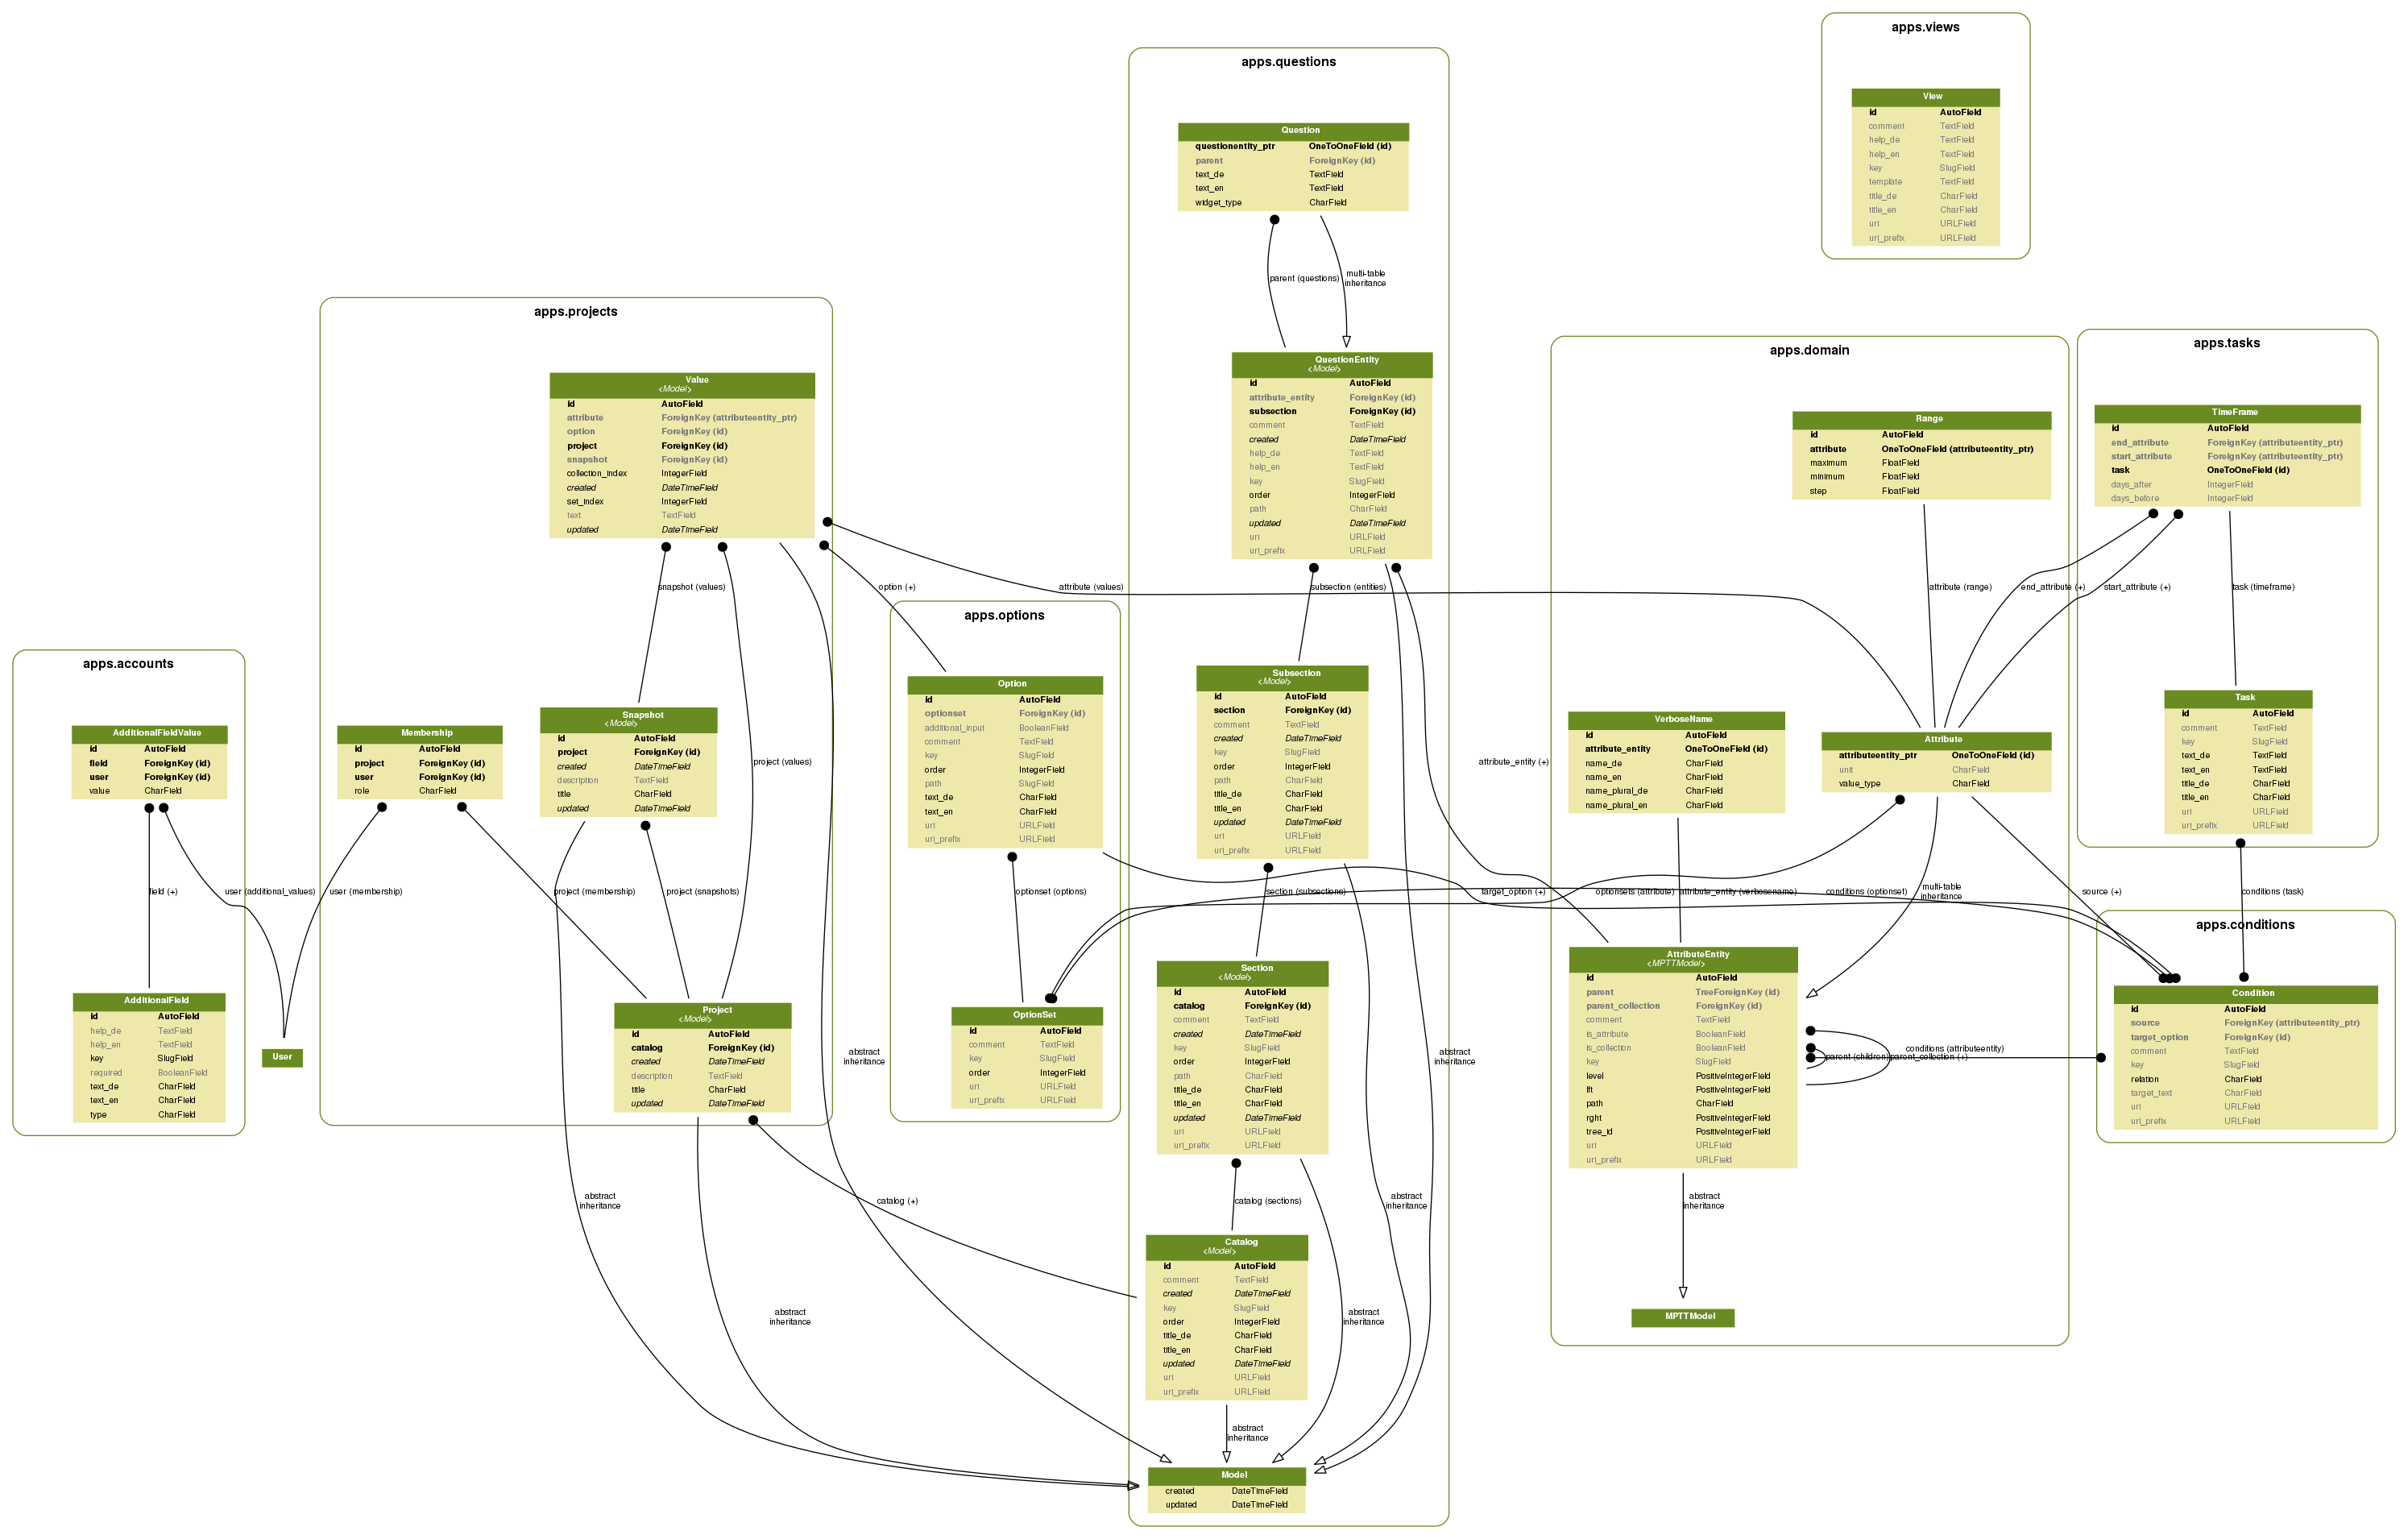 apps.views
View
id AutoField
comment TextField
help_de TextField
help_en TextField
key SlugField
template TextField
title_de CharField
title_en CharField
uri URLField
uri_prefix URLField
apps.questions
Question
questionentity_ptr OneToOneField (id)
parent ForeignKey (id)
text_de TextField
text_en TextField
widget_type CharField
parent (questions)
multi-table
inheritance
QuestionEntity
<Model>
id AutoField
attribute_entity ForeignKey (id)
subsection ForeignKey (id)
comment TextField
created DateTimeField
help_de TextField
help_en TextField
key SlugField
order IntegerField
path CharField
updated DateTimeField
uri URLField
uri_prefix URLField
subsection (entities)
Subsection
<Model>
id AutoField
section ForeignKey (id)
comment TextField
created DateTimeField
key SlugField
order IntegerField
path CharField
title_de CharField
title_en CharField
updated DateTimeField
uri URLField
uri_prefix URLField
section (subsections)
Section
<Model>
id AutoField
catalog ForeignKey (id)
comment TextField
created DateTimeField
key SlugField
order IntegerField
path CharField
title_de CharField
title_en CharField
updated DateTimeField
uri URLField
uri_prefix URLField
catalog (sections)
abstract
inheritance
abstract
inheritance
Catalog
<Model>
id AutoField
comment TextField
created DateTimeField
key SlugField
order IntegerField
title_de CharField
title_en CharField
updated DateTimeField
uri URLField
uri_prefix URLField
abstract
inheritance
abstract
inheritance
Model
created DateTimeField
updated DateTimeField
apps.projects
Value
<Model>
id AutoField
attribute ForeignKey (attributeentity_ptr)
option ForeignKey (id)
project ForeignKey (id)
snapshot ForeignKey (id)
collection_index IntegerField
created DateTimeField
set_index IntegerField
text TextField
updated DateTimeField
snapshot (values)
option (+)
attribute (values)
project (values)
Membership
id AutoField
project ForeignKey (id)
user ForeignKey (id)
role CharField
Snapshot
<Model>
id AutoField
project ForeignKey (id)
created DateTimeField
description TextField
title CharField
updated DateTimeField
user (membership)
project (membership)
project (snapshots)
Project
<Model>
id AutoField
catalog ForeignKey (id)
created DateTimeField
description TextField
title CharField
updated DateTimeField
abstract
inheritance
abstract
inheritance
catalog (+)
abstract
inheritance
apps.accounts
AdditionalFieldValue
id AutoField
field ForeignKey (id)
user ForeignKey (id)
value CharField
field (+)
user (additional_values)
AdditionalField
id AutoField
help_de TextField
help_en TextField
key SlugField
required BooleanField
text_de CharField
text_en CharField
type CharField
User
apps.options
Option
id AutoField
optionset ForeignKey (id)
additional_input BooleanField
comment TextField
key SlugField
order IntegerField
path SlugField
text_de CharField
text_en CharField
uri URLField
uri_prefix URLField
optionset (options)
OptionSet
id AutoField
comment TextField
key SlugField
order IntegerField
uri URLField
uri_prefix URLField
apps.domain
Range
id AutoField
attribute OneToOneField (attributeentity_ptr)
maximum FloatField
minimum FloatField
step FloatField
attribute (range)
end_attribute (+)
start_attribute (+)
attribute_entity (+)
VerboseName
id AutoField
attribute_entity OneToOneField (id)
name_de CharField
name_en CharField
name_plural_de CharField
name_plural_en CharField
Attribute
attributeentity_ptr OneToOneField (id)
unit CharField
value_type CharField
target_option (+)
optionsets (attribute)
attribute_entity (verbosename)
conditions (optionset)
multi-table
inheritance
source (+)
AttributeEntity
<MPTTModel>
id AutoField
parent TreeForeignKey (id)
parent_collection ForeignKey (id)
comment TextField
is_attribute BooleanField
is_collection BooleanField
key SlugField
level PositiveIntegerField
lft PositiveIntegerField
path CharField
rght PositiveIntegerField
tree_id PositiveIntegerField
uri URLField
uri_prefix URLField
conditions (attributeentity)
parent (children)
parent_collection (+)
abstract
inheritance
MPTTModel
apps.tasks
TimeFrame
id AutoField
end_attribute ForeignKey (attributeentity_ptr)
start_attribute ForeignKey (attributeentity_ptr)
task OneToOneField (id)
days_after IntegerField
days_before IntegerField
task (timeframe)
Task
id AutoField
comment TextField
key SlugField
text_de TextField
text_en TextField
title_de CharField
title_en CharField
uri URLField
uri_prefix URLField
conditions (task)
apps.conditions
Condition
id AutoField
source ForeignKey (attributeentity_ptr)
target_option ForeignKey (id)
comment TextField
key SlugField
relation CharField
target_text CharField
uri URLField
uri_prefix URLField